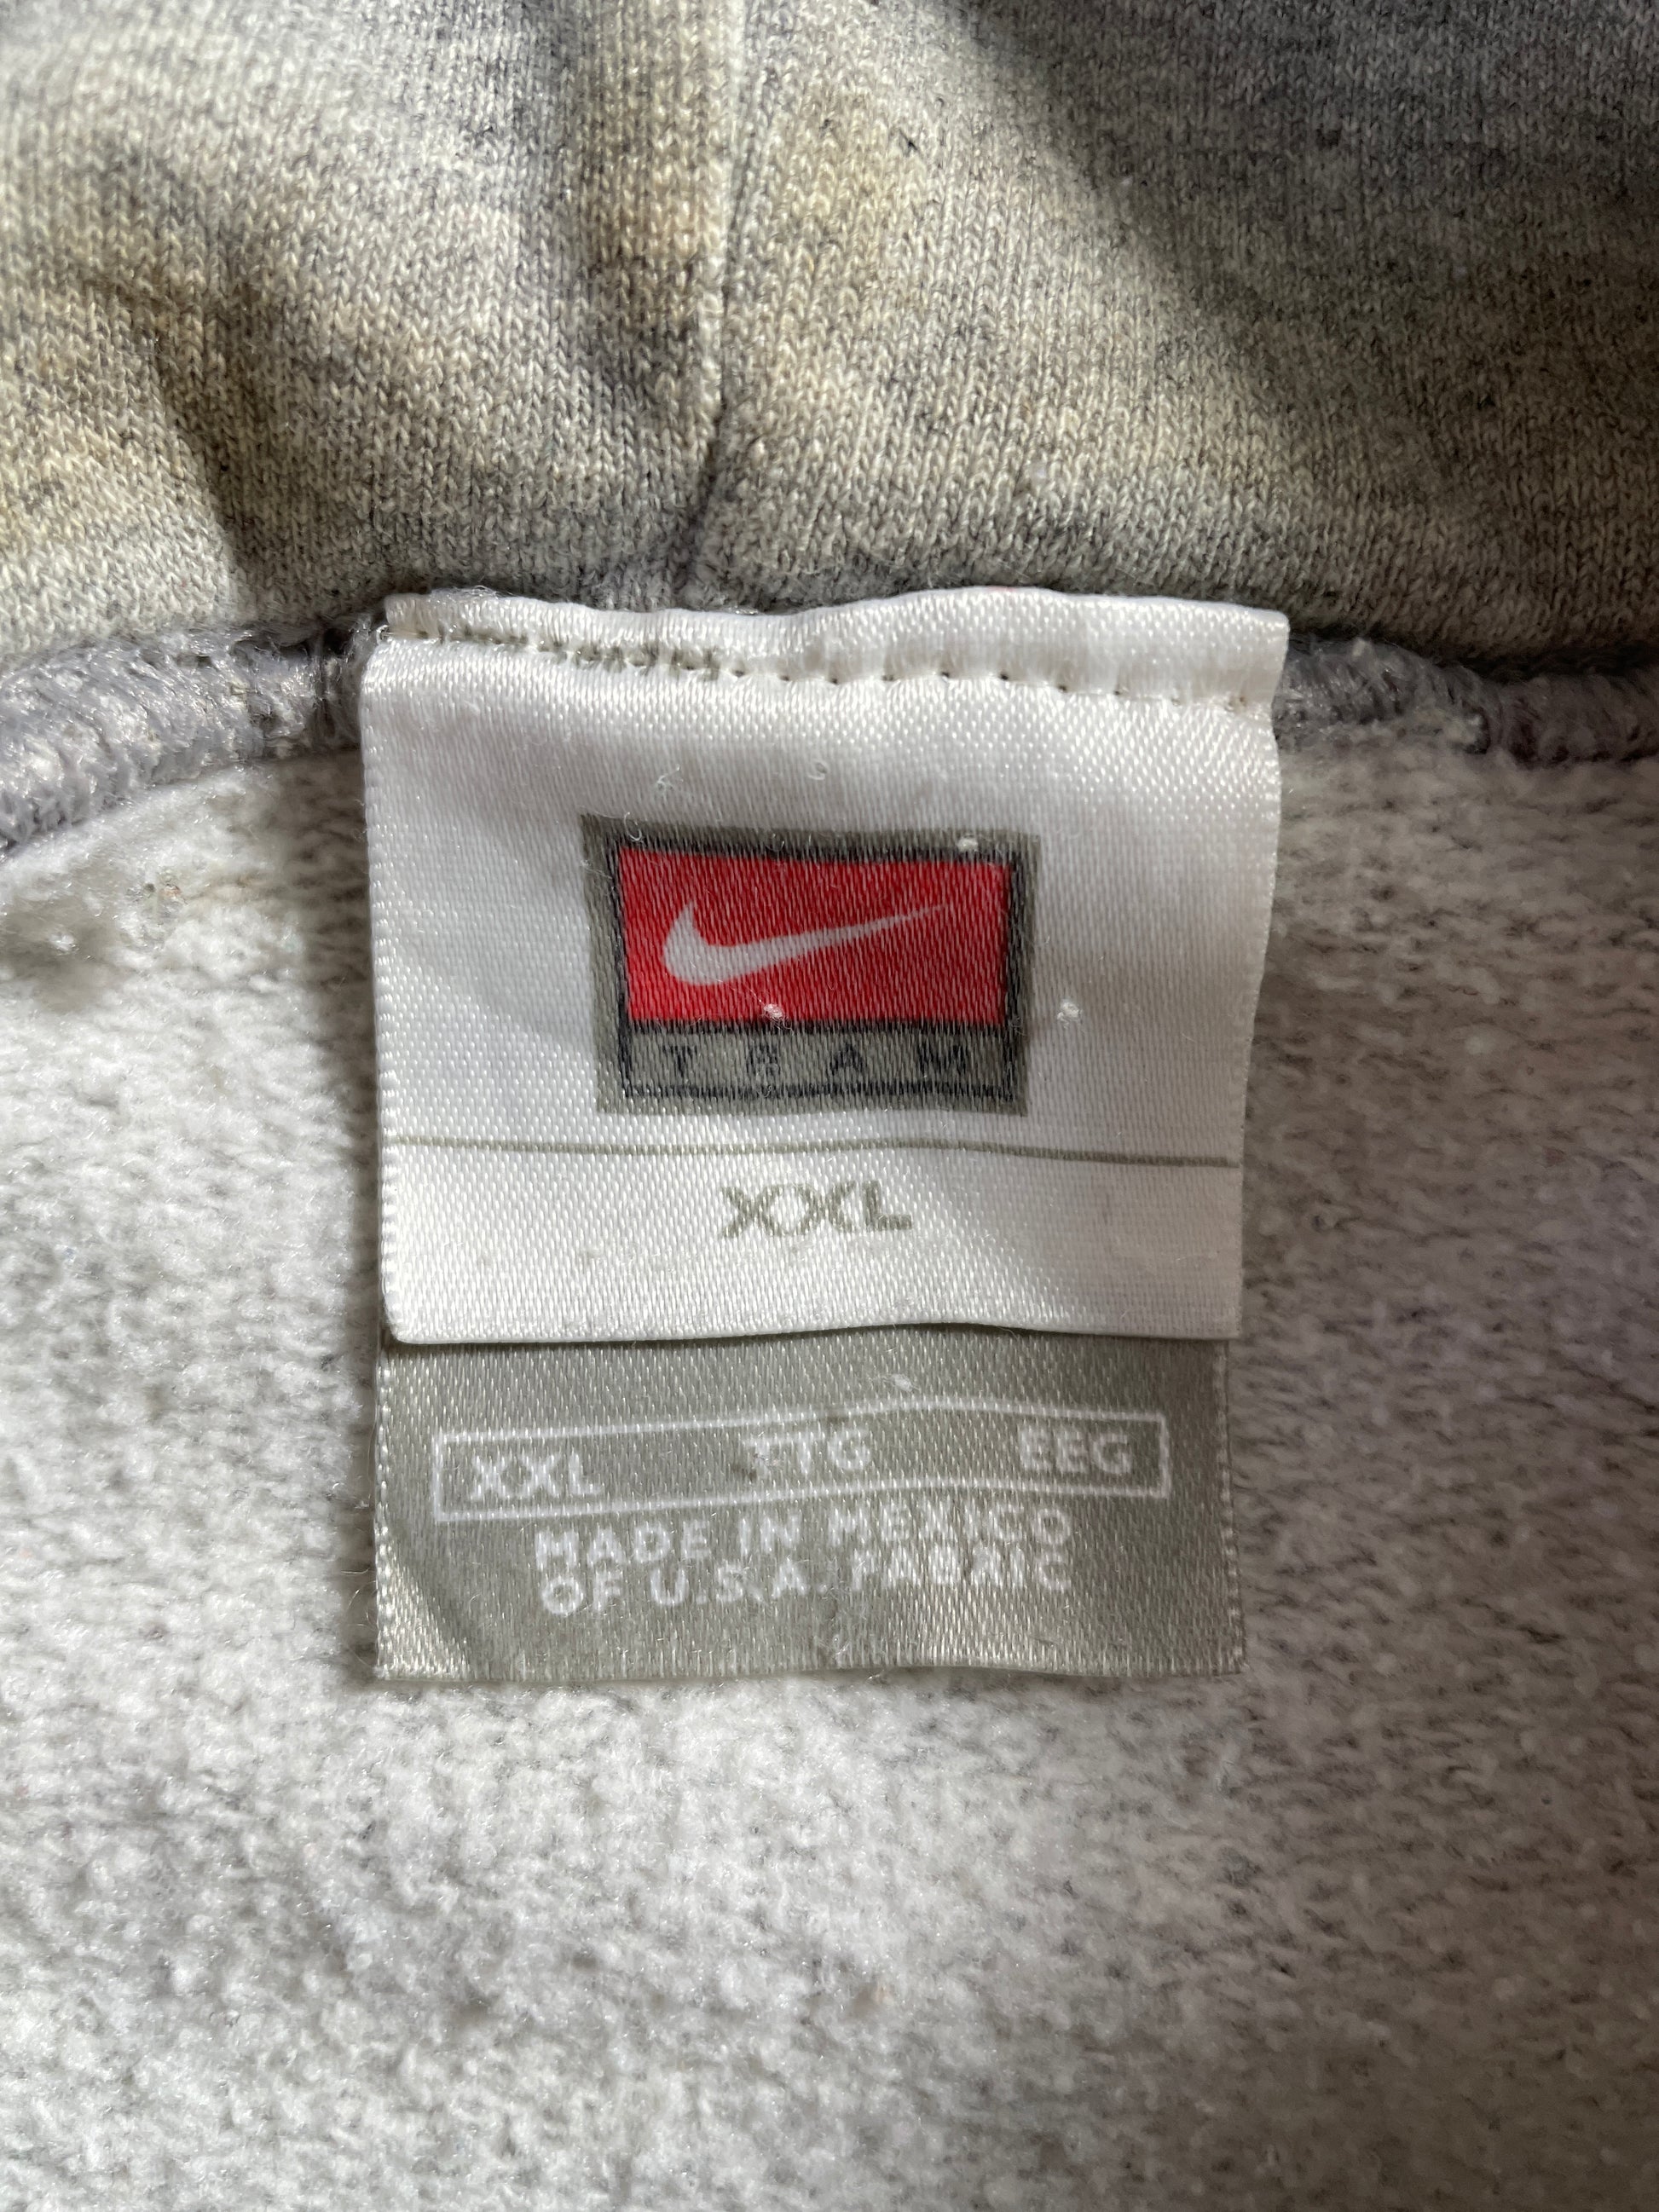 TEAM
XXL
XXL TTG EEG
MADE IN MEXICO
OF U.S.A. FABRIC